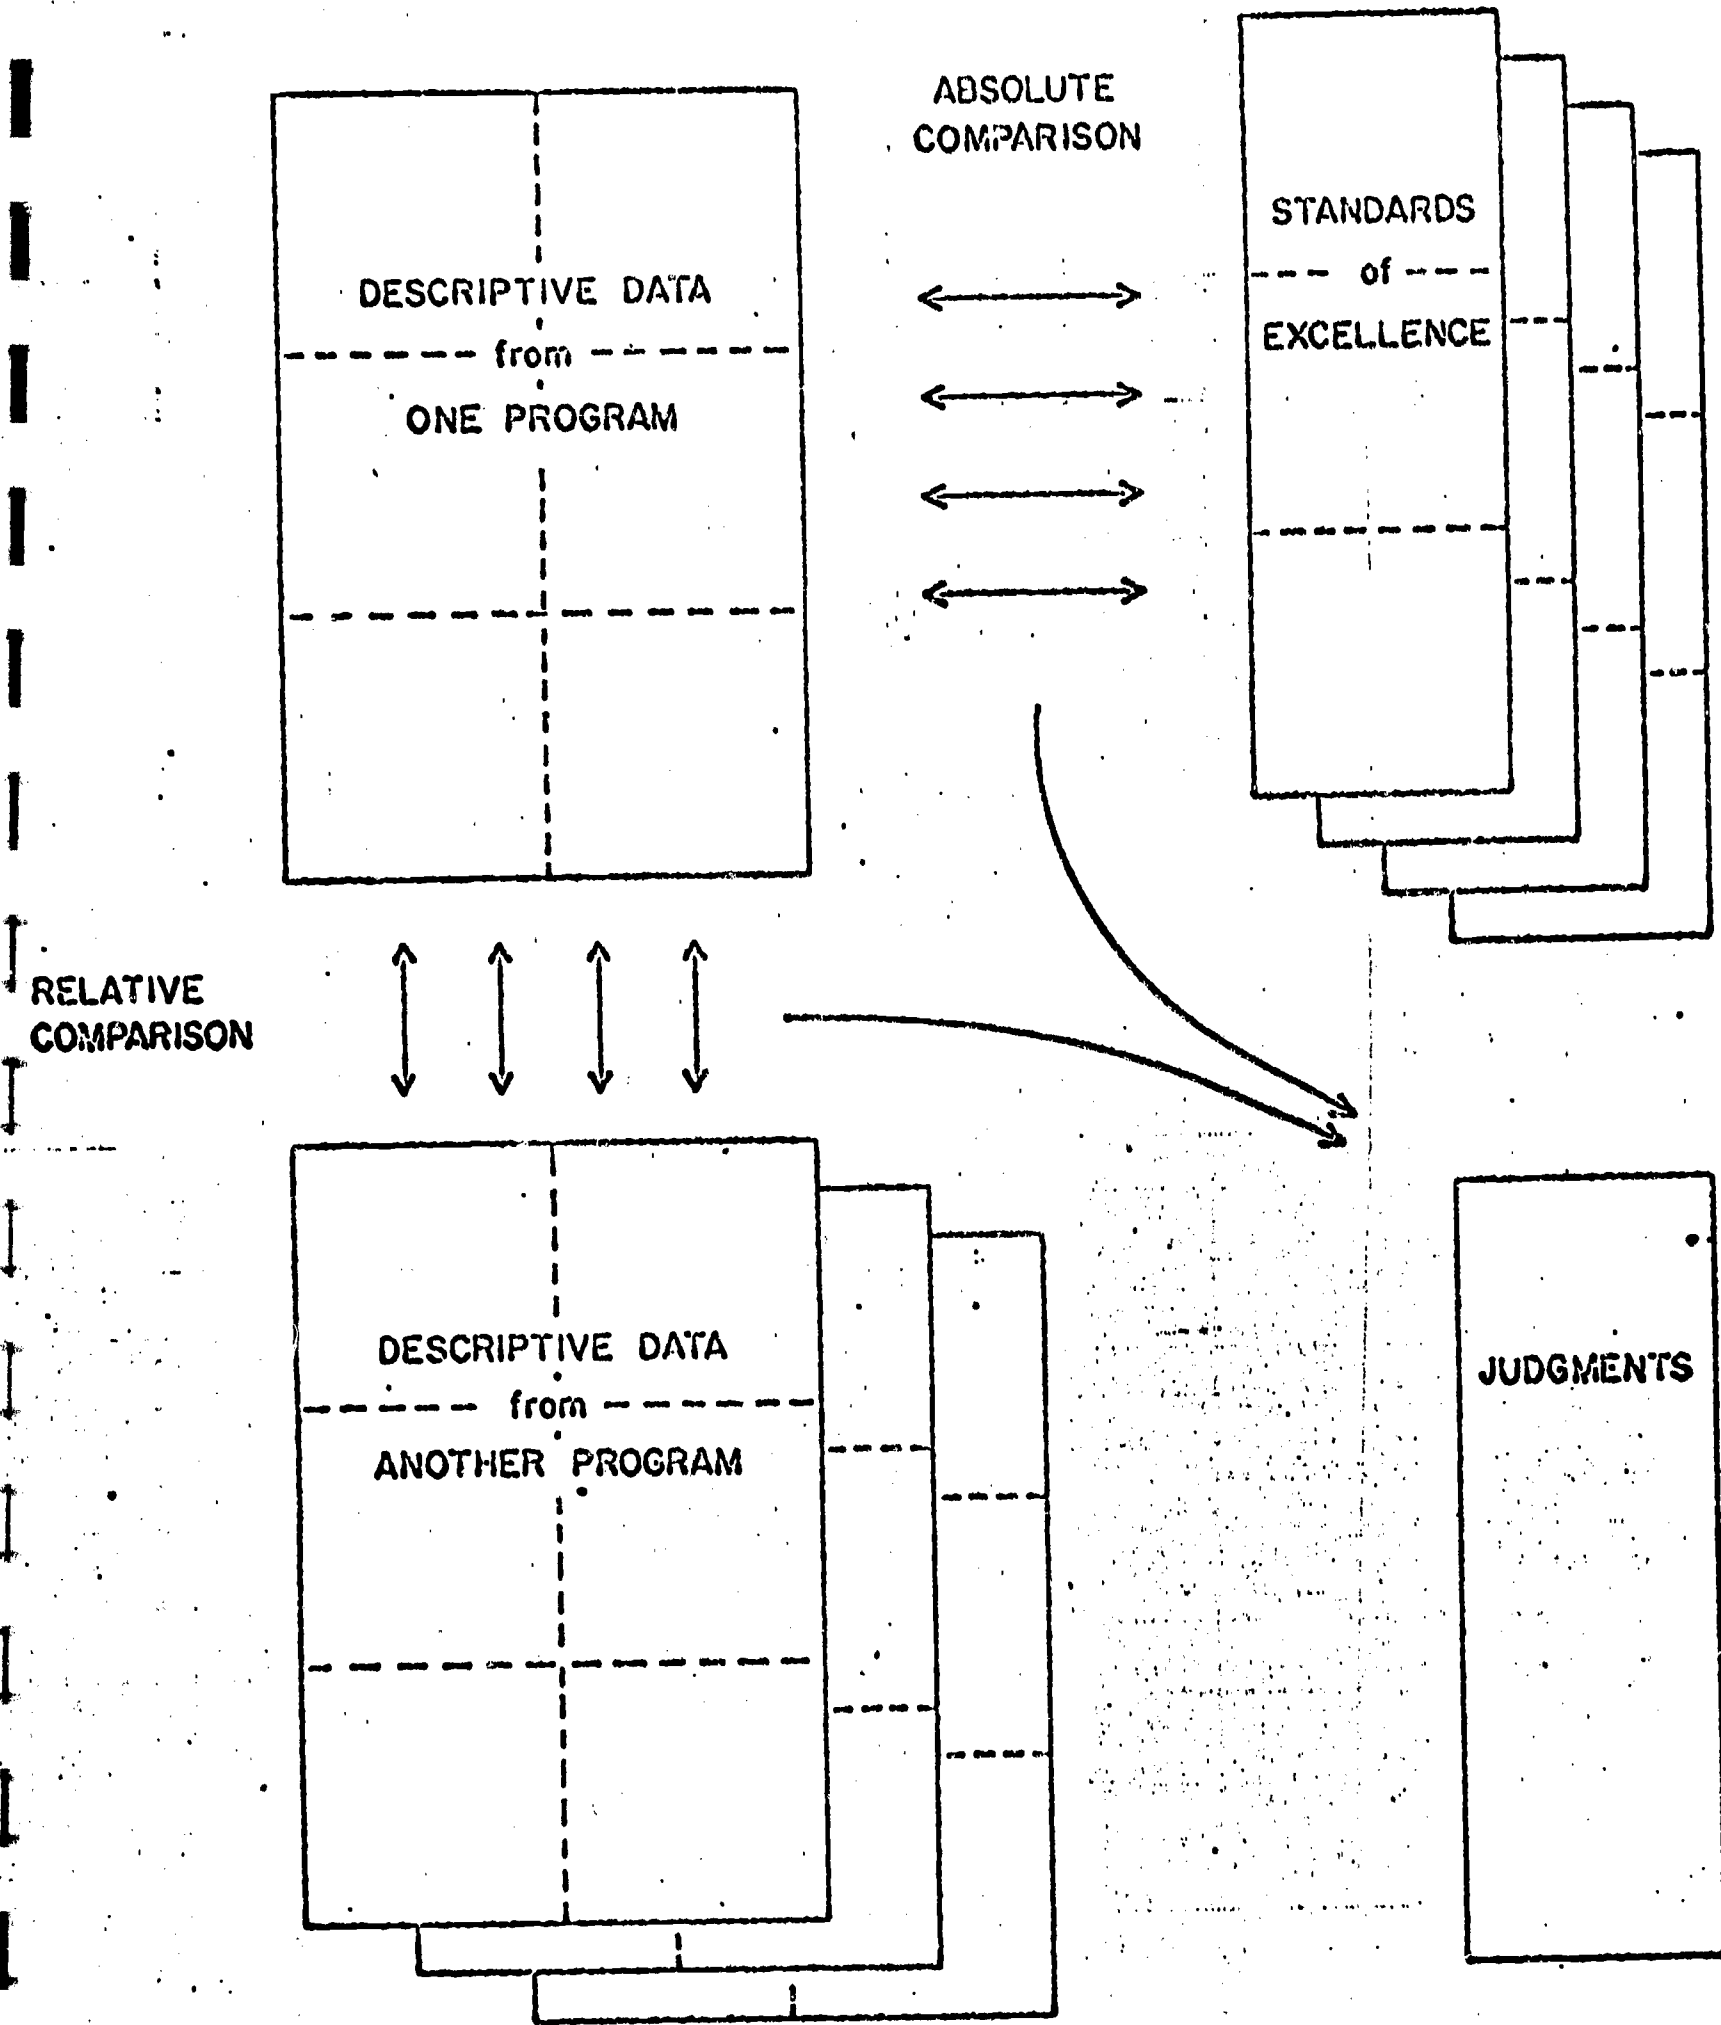 ABSOLUTE
COMPARISON
STANDARDS
of
EXCELLENCE
DESCRIPTIVE DATA
from
ONE PROGRAM
RELATIVE
COMPARISON
DESCRIPTIVE DATA
from
ANOTHER PROGRAM
JUDGMENTS